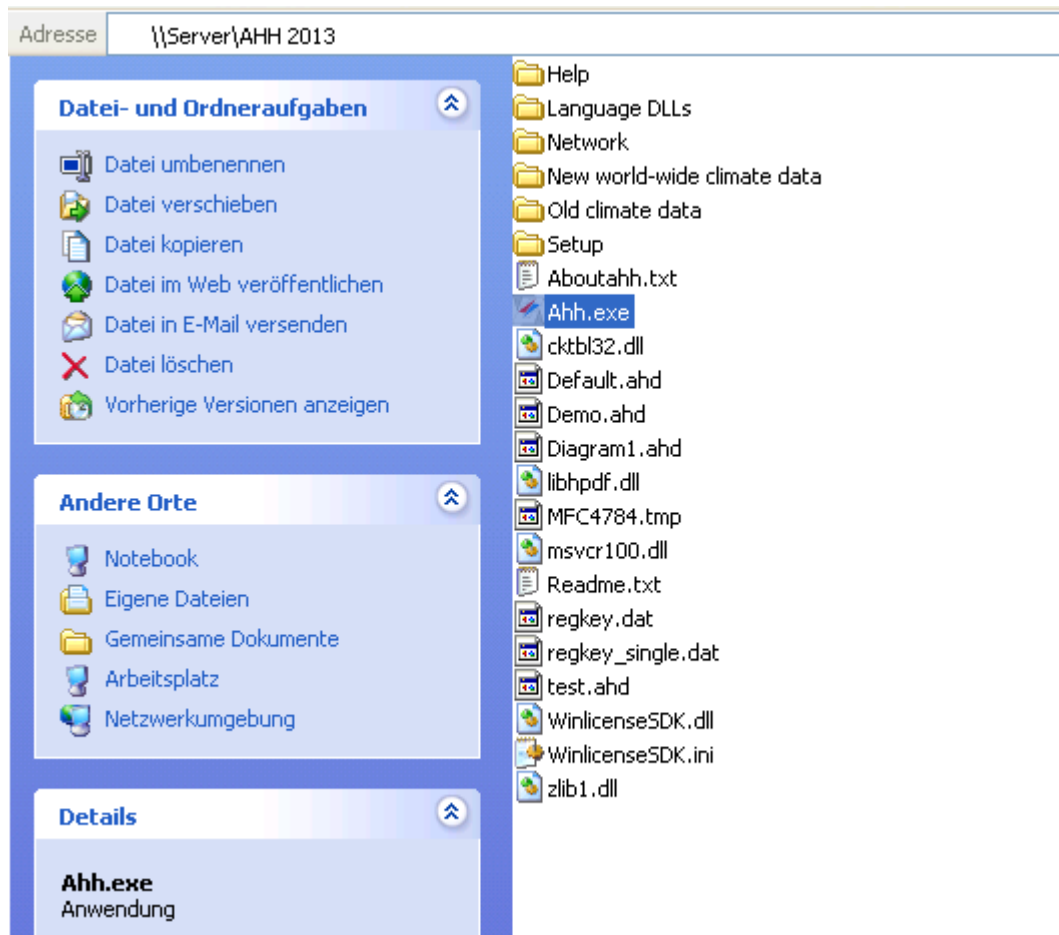 Adresse \\Server\AHH 2013
Datei- und Ordneraufgaben
Datei umbenennen
Datei verschieben
Datei kopieren
Datei im Web veröffentlichen
Datei in E-Mail versenden
Datei löschen
Vorherige Versionen anzeigen
Andere Orte
Notebook
Eigene Dateien
Gemeinsame Dokumente
Arbeitsplatz
Netzwerkumgebung
Details
Ahh.exe
Anwendung
Help
Language DLLs
Network
New world-wide climate data
Old climate data
Setup
Aboutahh.txt
Ahh.exe
cktbl32.dll
Default.ahd
Demo.ahd
Diagram1.ahd
libhpdf.dll
MFC4784.tmp
msvcr100.dll
Readme.txt
regkey.dat
regkey_single.dat
test.ahd
WinlicenseSDK.dll
WinlicenseSDK.ini
zlib1.dll